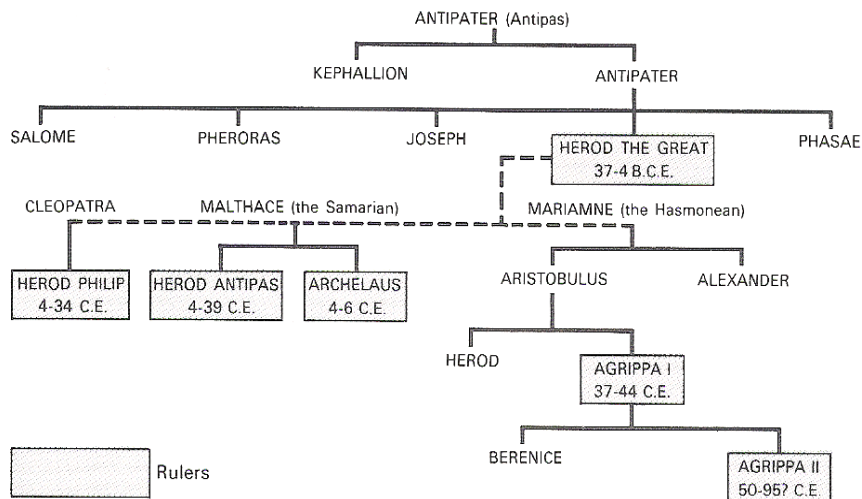 ANTIPATER (Antipas)
KEPHALLION
ANTIPATER
SALOME
PHERORAS
JOSEPH
HEROD THE GREAT
37-4 B.C.E.
PHASAE
CLEOPATRA
MALTHACE (the Samarian)
MARIAMNE (the Hasmonean)
HEROD PHILIP
4-34 C.E.
HEROD ANTIPAS
4-39 C.E.
ARCHELAUS
4-6 C.E.
ARISTOBULUS
ALEXANDER
HEROD
AGRIPPA I
37-44 C.E.
BERENICE
AGRIPPA II
50-95? C.E.
Rulers